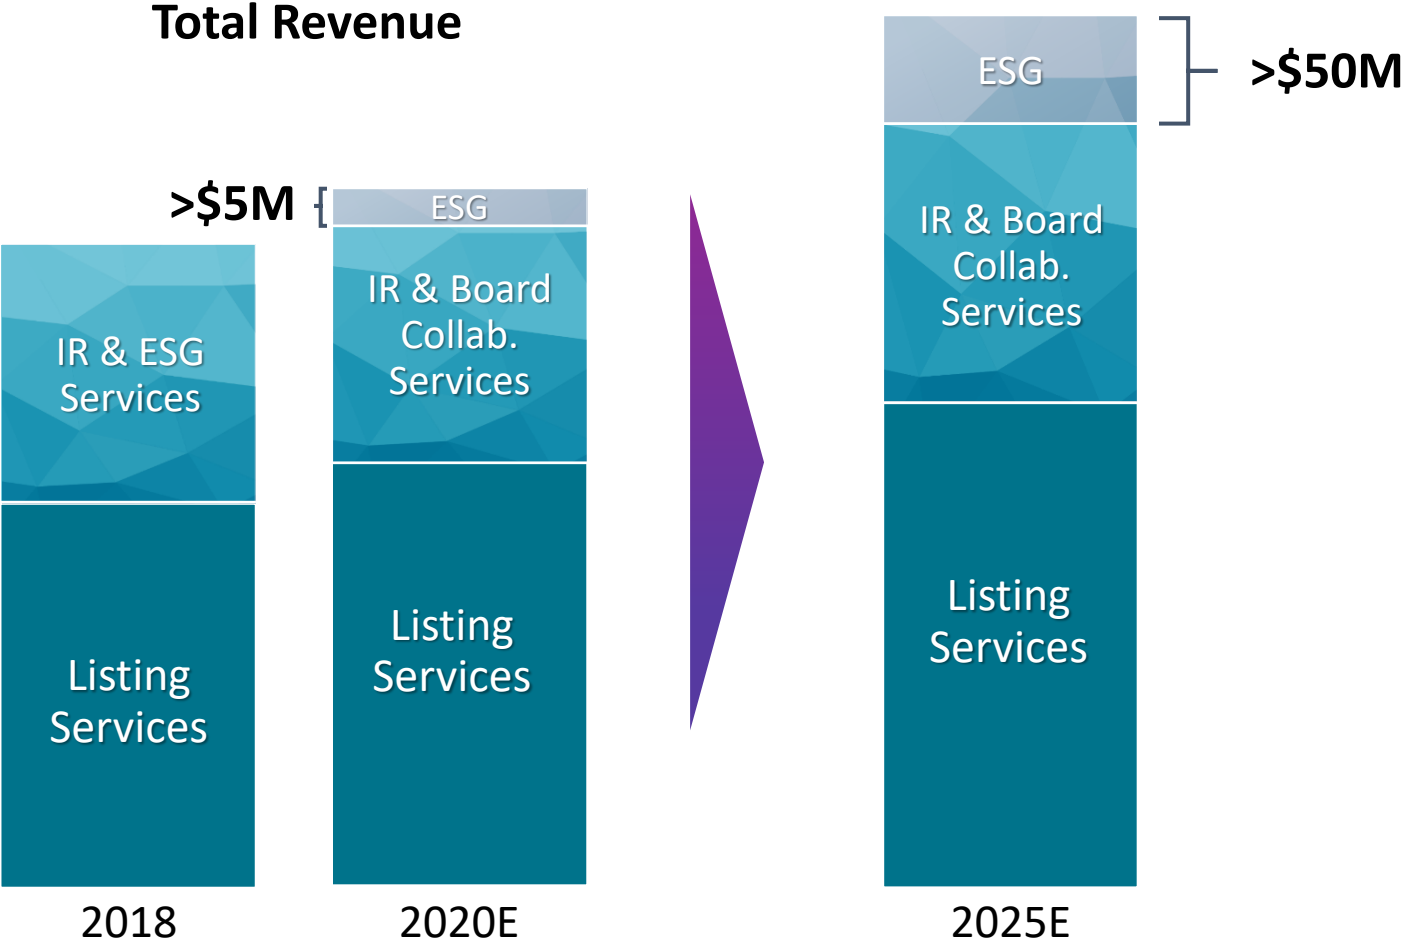 Total Revenue
>$5M
>$50M
IR & ESG
Services
Listing
Services
2018
ESG
IR & Board
Collab.
Services
Listing
Services
2020E
ESG
IR & Board
Collab.
Services
Listing
Services
2025E